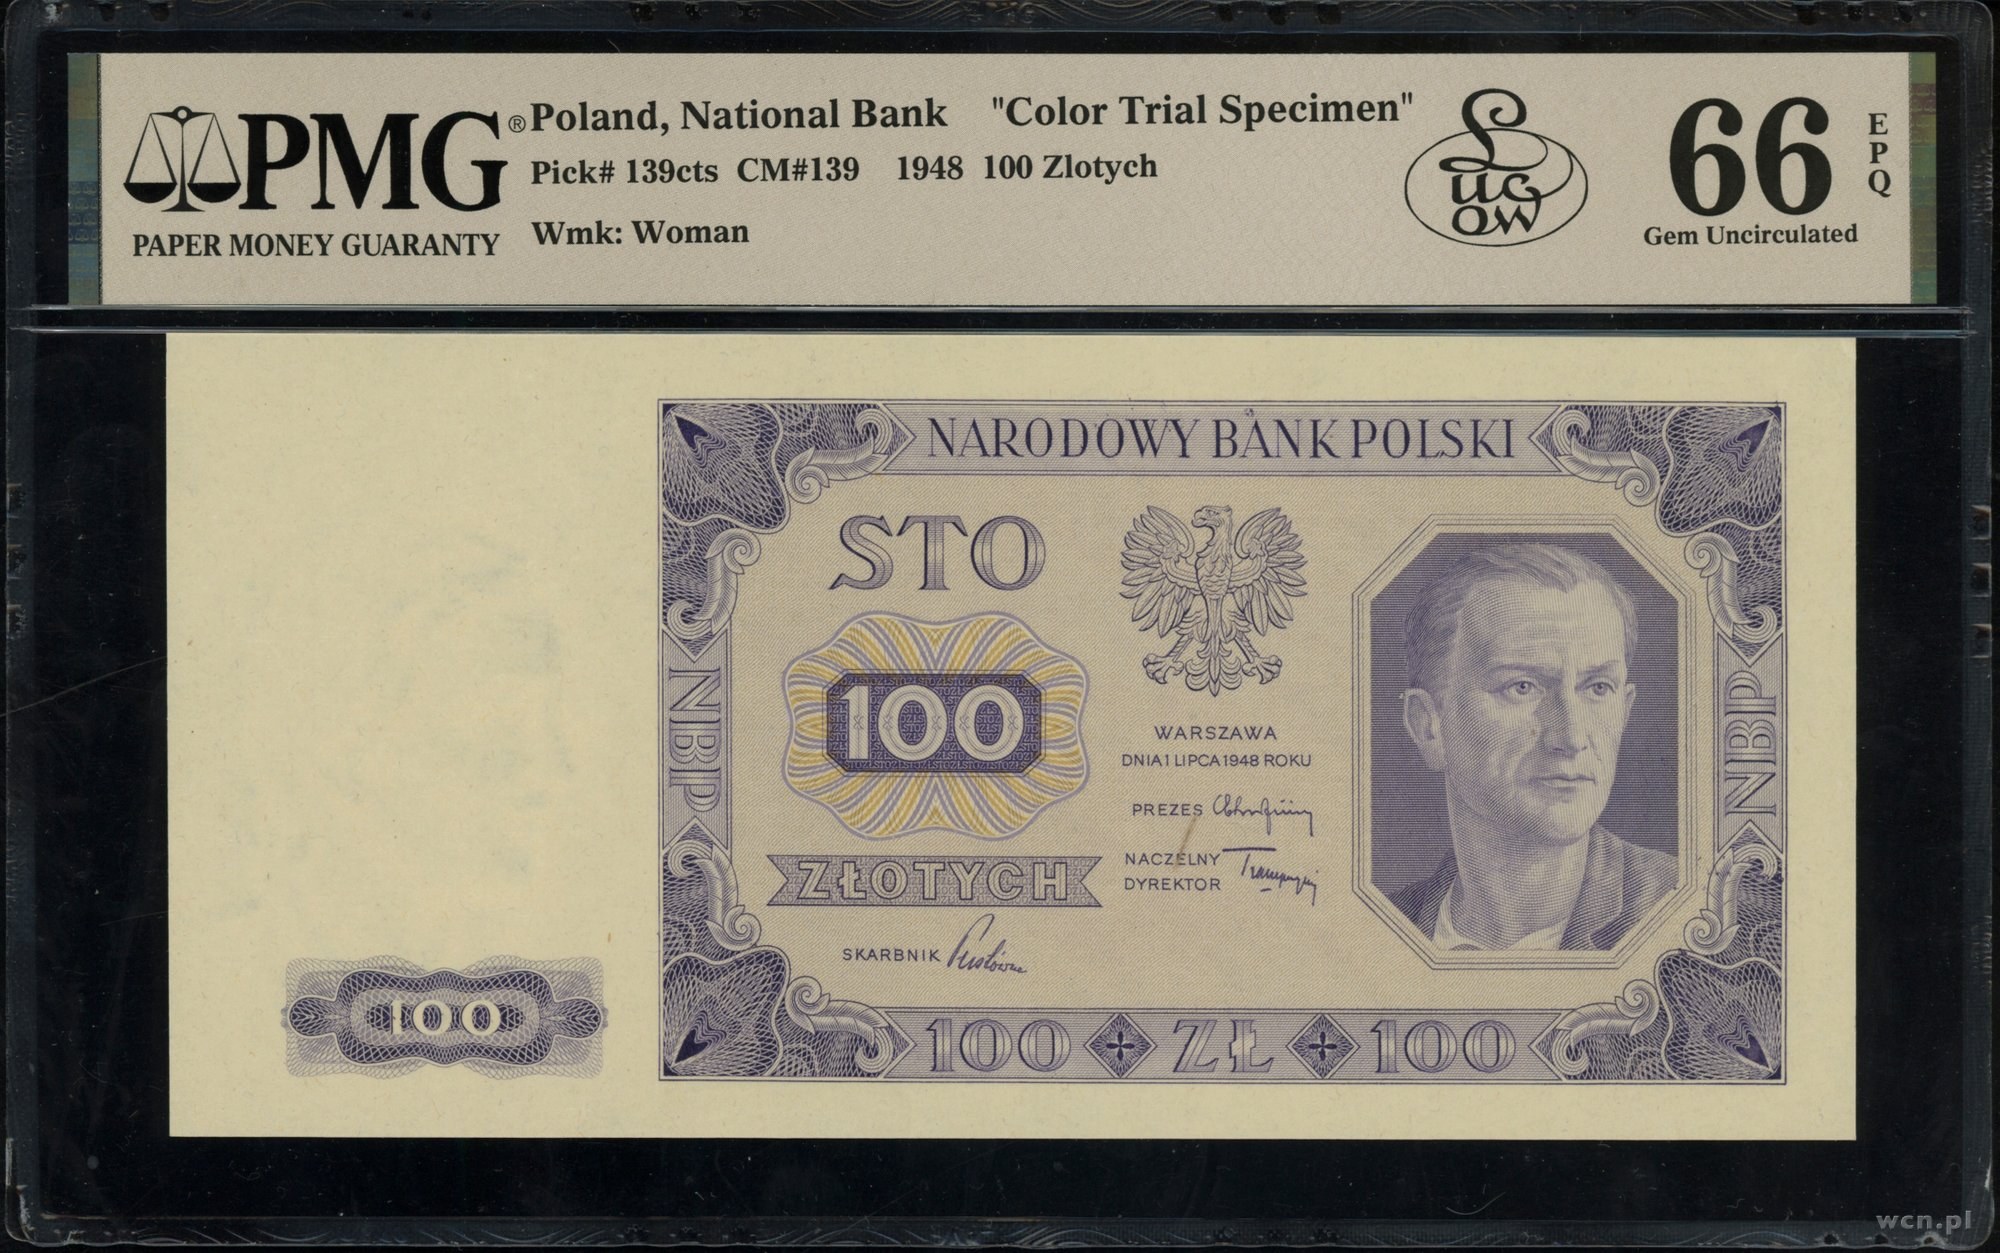 PMG®
PAPER MONEY GUARANTY
Poland, National Bank "Color Trial Specimen"
Pick# 139cts CM#139 1948 100 Zlotych
Wmk: Woman
Lucow
66
EPQ
Gem Uncirculated
NARODOWY BANK POLSKI
STO
100
ZŁOTYCH
WARSZAWA
DNIA 1 LIPCA 1948 ROKU
PREZES
NACZELNY
DYREKTOR
SKARBNIK
NBP
NBP
100
100 ZŁ 100
wcn.pl